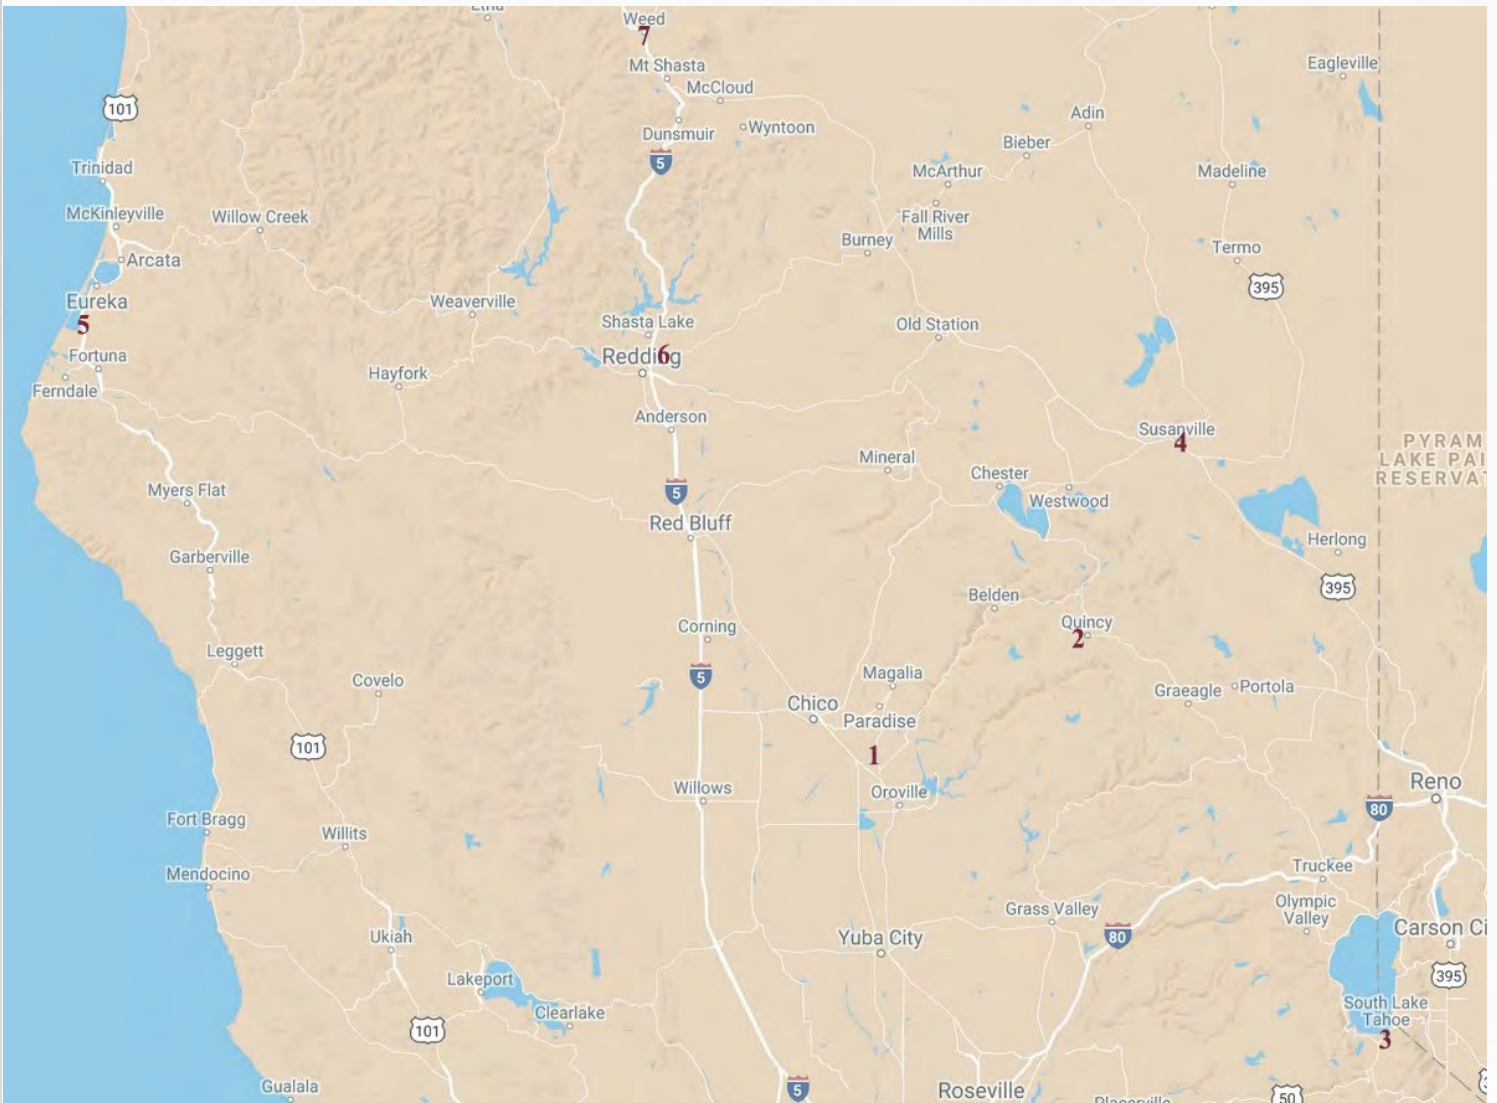 Etna
Weed
7
Mt Shasta
McCloud
Eagleville
101
Adin
Dunsmuir
Wyntoon
Bieber
5
Trinidad
McArthur
Madeline
McKinleyville
Willow Creek
Fall River
Mills
Burney
Termo
Arcata
395
Eureka
Weaverville
5
Shasta Lake
Old Station
Fortuna
Redding
6
Hayfork
Ferndale
Anderson
Susanville
4
PYRAM
LAKE PAI
RESERVAT
Mineral
Chester
Myers Flat
5
Westwood
Red Bluff
Herlong
Garberville
395
Belden
Corning
Quincy
2
Leggett
Covelo
5
Magalia
Graeagle
Portola
Chico
Paradise
101
1
Willows
Oroville
Reno
80
Fort Bragg
Willits
Mendocino
Truckee
Grass Valley
Olympic
Valley
Ukiah
Yuba City
80
Carson Ci
Lakeport
395
Clearlake
South Lake
Tahoe
101
3
Gualala
5
Roseville
Placerville
50